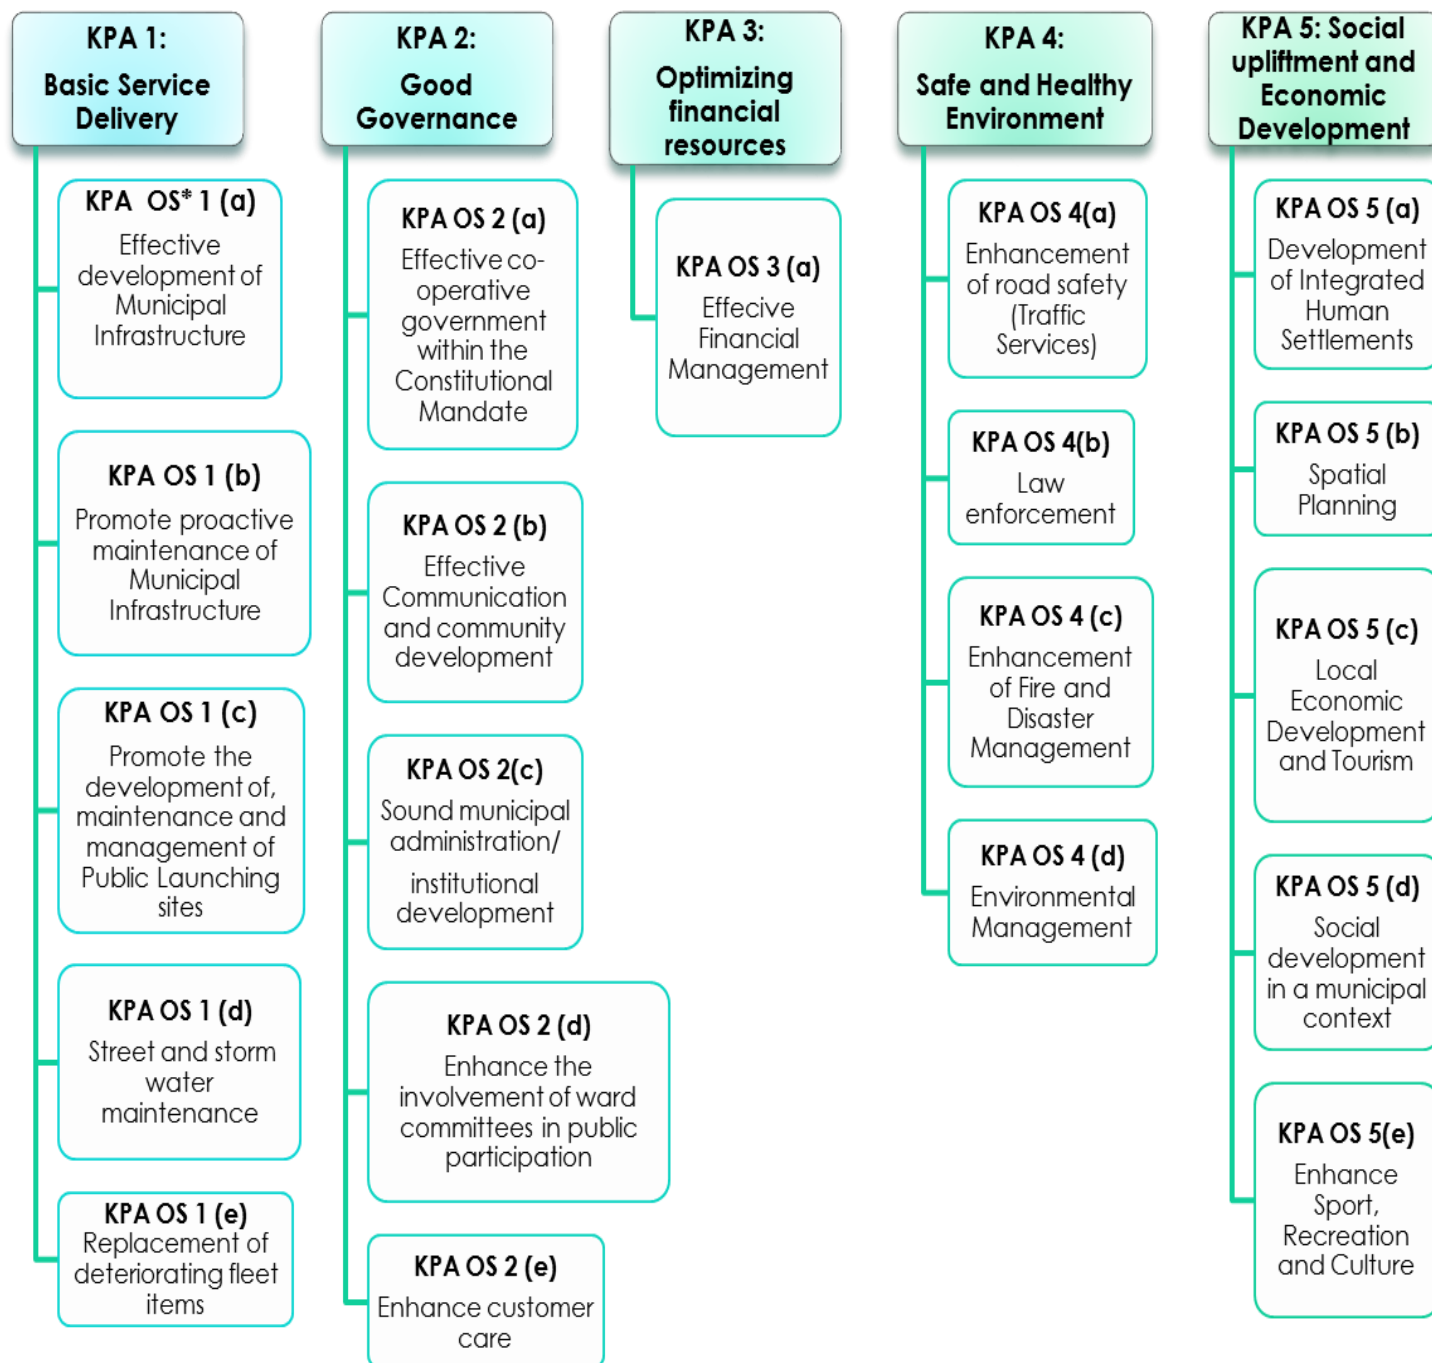 KPA 1:
Basic Service
Delivery
KPA OS* 1 (a)
Effective
development of
Municipal
Infrastructure
KPA OS 1 (b)
Promote proactive
maintenance of
Municipal
Infrastructure
KPA OS 1 (c)
Promote the
development of,
maintenance and
management of
Public Launching
sites
KPA OS 1 (d)
Street and storm
water
maintenance
KPA OS 1 (e)
Replacement of
deteriorating fleet
items
KPA 2:
Good
Governance
KPA OS 2 (a)
Effective co-
operative
government
within the
Constitutional
Mandate
KPA OS 2 (b)
Effective
Communication
and community
development
KPA OS 2(c)
Sound municipal
administration/
institutional
development
KPA OS 2 (d)
Enhance the
involvement of ward
committees in public
participation
KPA OS 2 (e)
Enhance customer
care
KPA 3:
Optimizing
financial
resources
KPA OS 3 (a)
Effecive
Financial
Management
KPA 4:
Safe and Healthy
Environment
KPA OS 4(a)
Enhancement
of road safety
(Traffic
Services)
KPA OS 4(b)
Law
enforcement
KPA OS 4 (c)
Enhancement
of Fire and
Disaster
Management
KPA OS 4 (d)
Environmental
Management
KPA 5: Social
upliftment and
Economic
Development
KPA OS 5 (a)
Development
of Integrated
Human
Settlements
KPA OS 5 (b)
Spatial
Planning
KPA OS 5 (c)
Local
Economic
Development
and Tourism
KPA OS 5 (d)
Social
development
in a municipal
context
KPA OS 5(e)
Enhance
Sport,
Recreation
and Culture